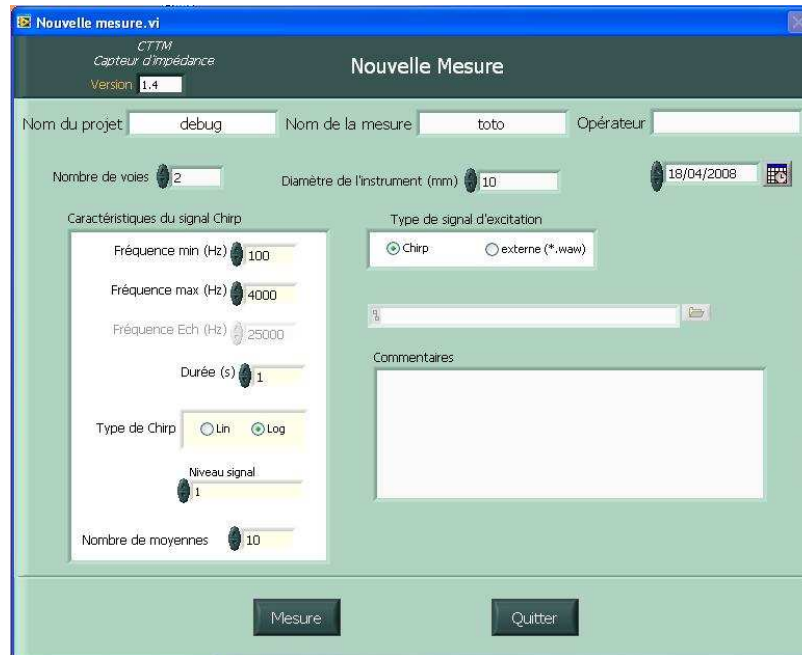 Nouvelle mesure.vi
CTTM
Capteur d'impédance
Version 1.4
Nouvelle Mesure
Nom du projet debug Nom de la mesure toto Opérateur
Nombre de voies 2 Diamètre de l'instrument (mm) 10 18/04/2008
Caractéristiques du signal Chirp
Fréquence min (Hz) 100
Fréquence max (Hz) 4000
Fréquence Ech (Hz) 25000
Durée (s) 1
Type de Chirp Lin Log
Niveau signal
1
Nombre de moyennes 10
Type de signal d'excitation
Chirp externe (*.waw)
Commentaires
Mesure Quitter